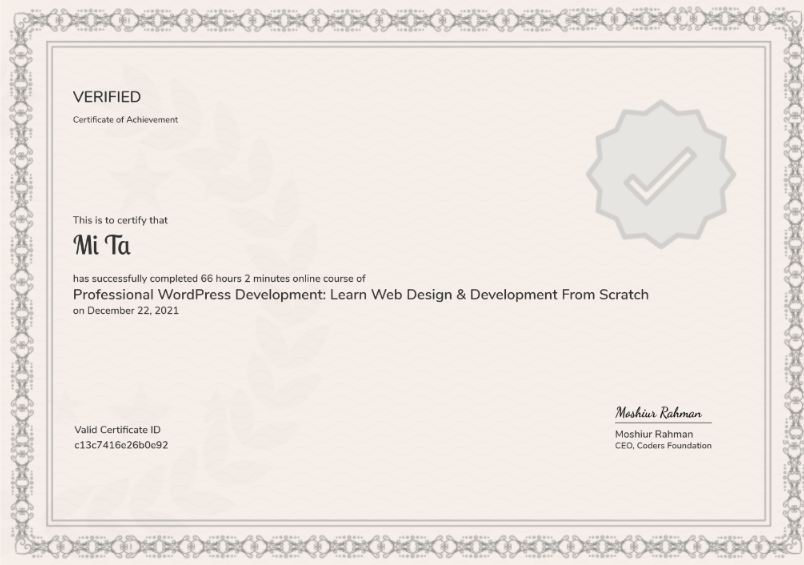 VERIFIED
Certificate of Achievement
This is to certify that
Mi Ta
has successfully completed 66 hours 2 minutes online course of
Professional WordPress Development: Learn Web Design & Development From Scratch
on December 22, 2021
Valid Certificate ID
c13c7416e26b0e92
Moshiur Rahman
Moshiur Rahman
CEO, Coders Foundation